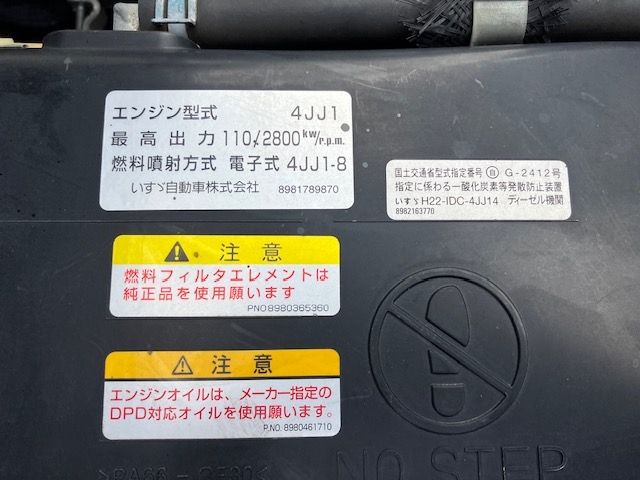 エンジン型式 4JJ1
最高出力 110/2800 kW/r.p.m.
燃料噴射方式 電子式 4JJ1-8
いすゞ自動車株式会社 8981789870
国土交通省型式指定番号 自 G-2412号
指定に係わる一酸化炭素等発散防止装置
いすゞ H22-IDC-4JJ14 ディーゼル機関
8982163770
注意
燃料フィルタエレメントは
純正品を使用願います
PNO8980365360
注意
エンジンオイルは、メーカー指定の
DPD対応オイルを使用願います。
P.NO. 8980461710
NO STEP